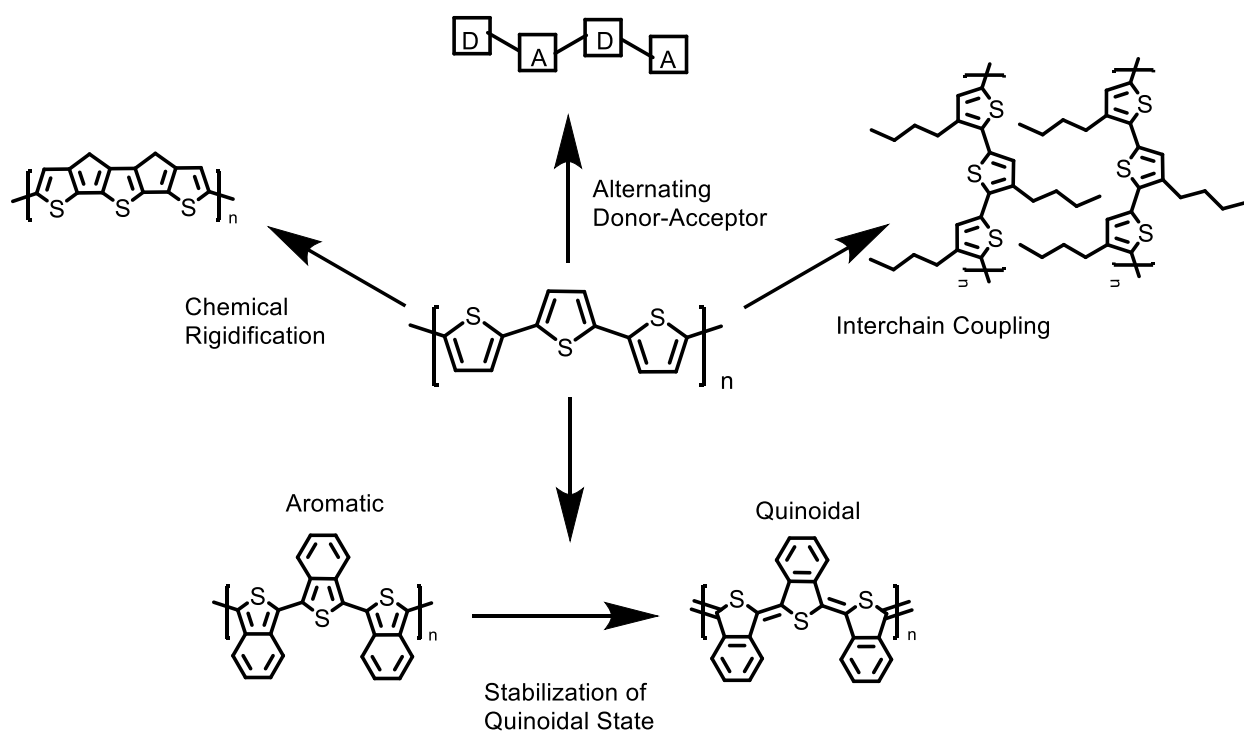 D A D A
Alternating
Donor-Acceptor
S S S n
Chemical
Rigidification
S S
S S
S S
n n
Interchain Coupling
S S S n
Aromatic
Quinoidal
S S S n
S S S n
Stabilization of
Quinoidal State